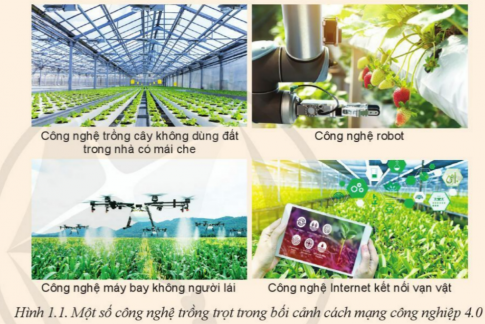 Công nghệ trồng cây không dùng đất
trong nhà có mái che
Công nghệ robot
Công nghệ máy bay không người lái
Công nghệ Internet kết nối vạn vật
Hình 1.1. Một số công nghệ trồng trọt trong bối cảnh cách mạng công nghiệp 4.0